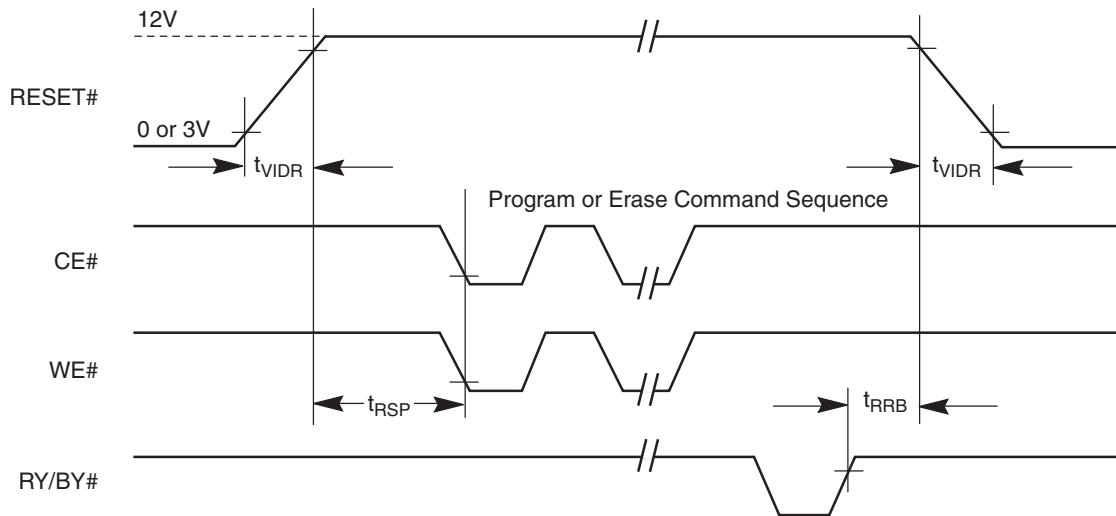 12V
RESET#
0 or 3V
tVIDR
tVIDR
Program or Erase Command Sequence
CE#
WE#
tRSP
tRRB
RY/BY#